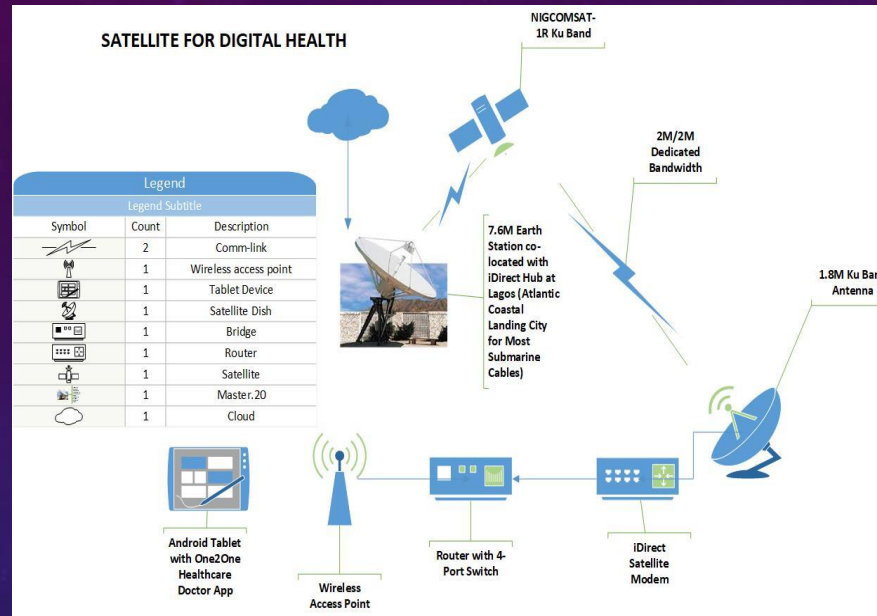 SATELLITE FOR DIGITAL HEALTH
NIGCOMSAT-
1R Ku Band
2M/2M
Dedicated
Bandwidth
Legend
Legend Subtitle
Symbol Count Description
2 Comm-link
1 Wireless access point
1 Tablet Device
1 Satellite Dish
1 Bridge
1 Router
1 Satellite
1 Master.20
1 Cloud
7.6M Earth
Station co-
located with
iDirect Hub at
Lagos (Atlantic
Coastal
Landing City
for Most
Submarine
Cables)
1.8M Ku Ban
Antenna
Android Tablet
with One2One
Healthcare
Doctor App
Wireless
Access Point
Router with 4-
Port Switch
iDirect
Satellite
Modem